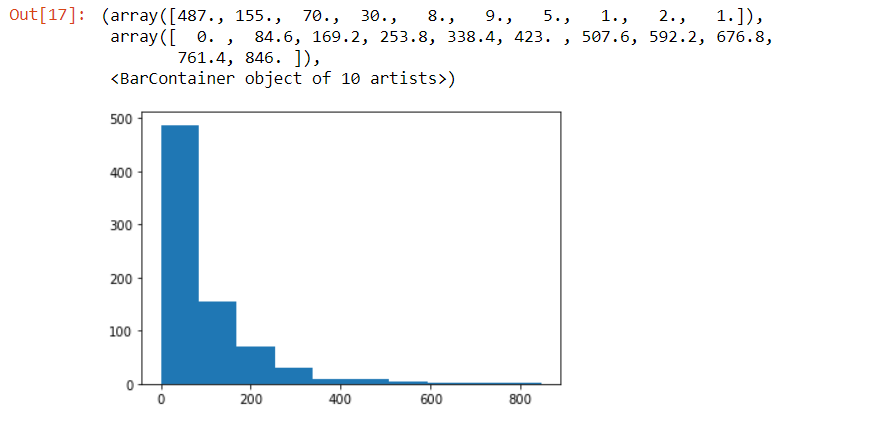 Out[17]: (array([487., 155., 70., 30., 8., 9., 5., 1., 2., 1.]),
array([ 0. , 84.6, 169.2, 253.8, 338.4, 423. , 507.6, 592.2, 676.8,
761.4, 846. ]),
<BarContainer object of 10 artists>)
500
400
300
200
100
0
0 200 400 600 800